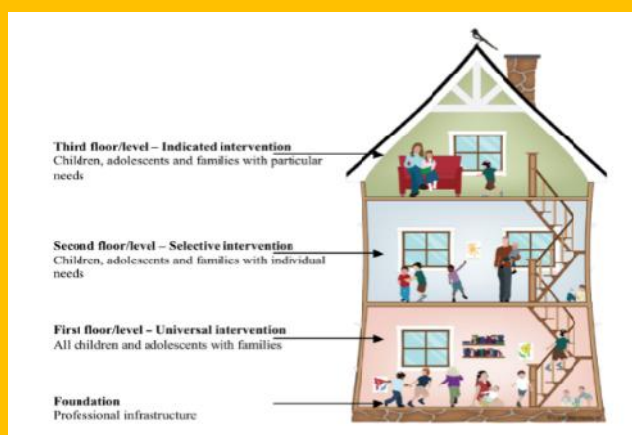 Third floor/level – Indicated intervention
Children, adolescents and families with particular
needs
Second floor/level – Selective intervention
Children, adolescents and families with individual
needs
First floor/level – Universal intervention
All children and adolescents with families
Foundation
Professional infrastructure